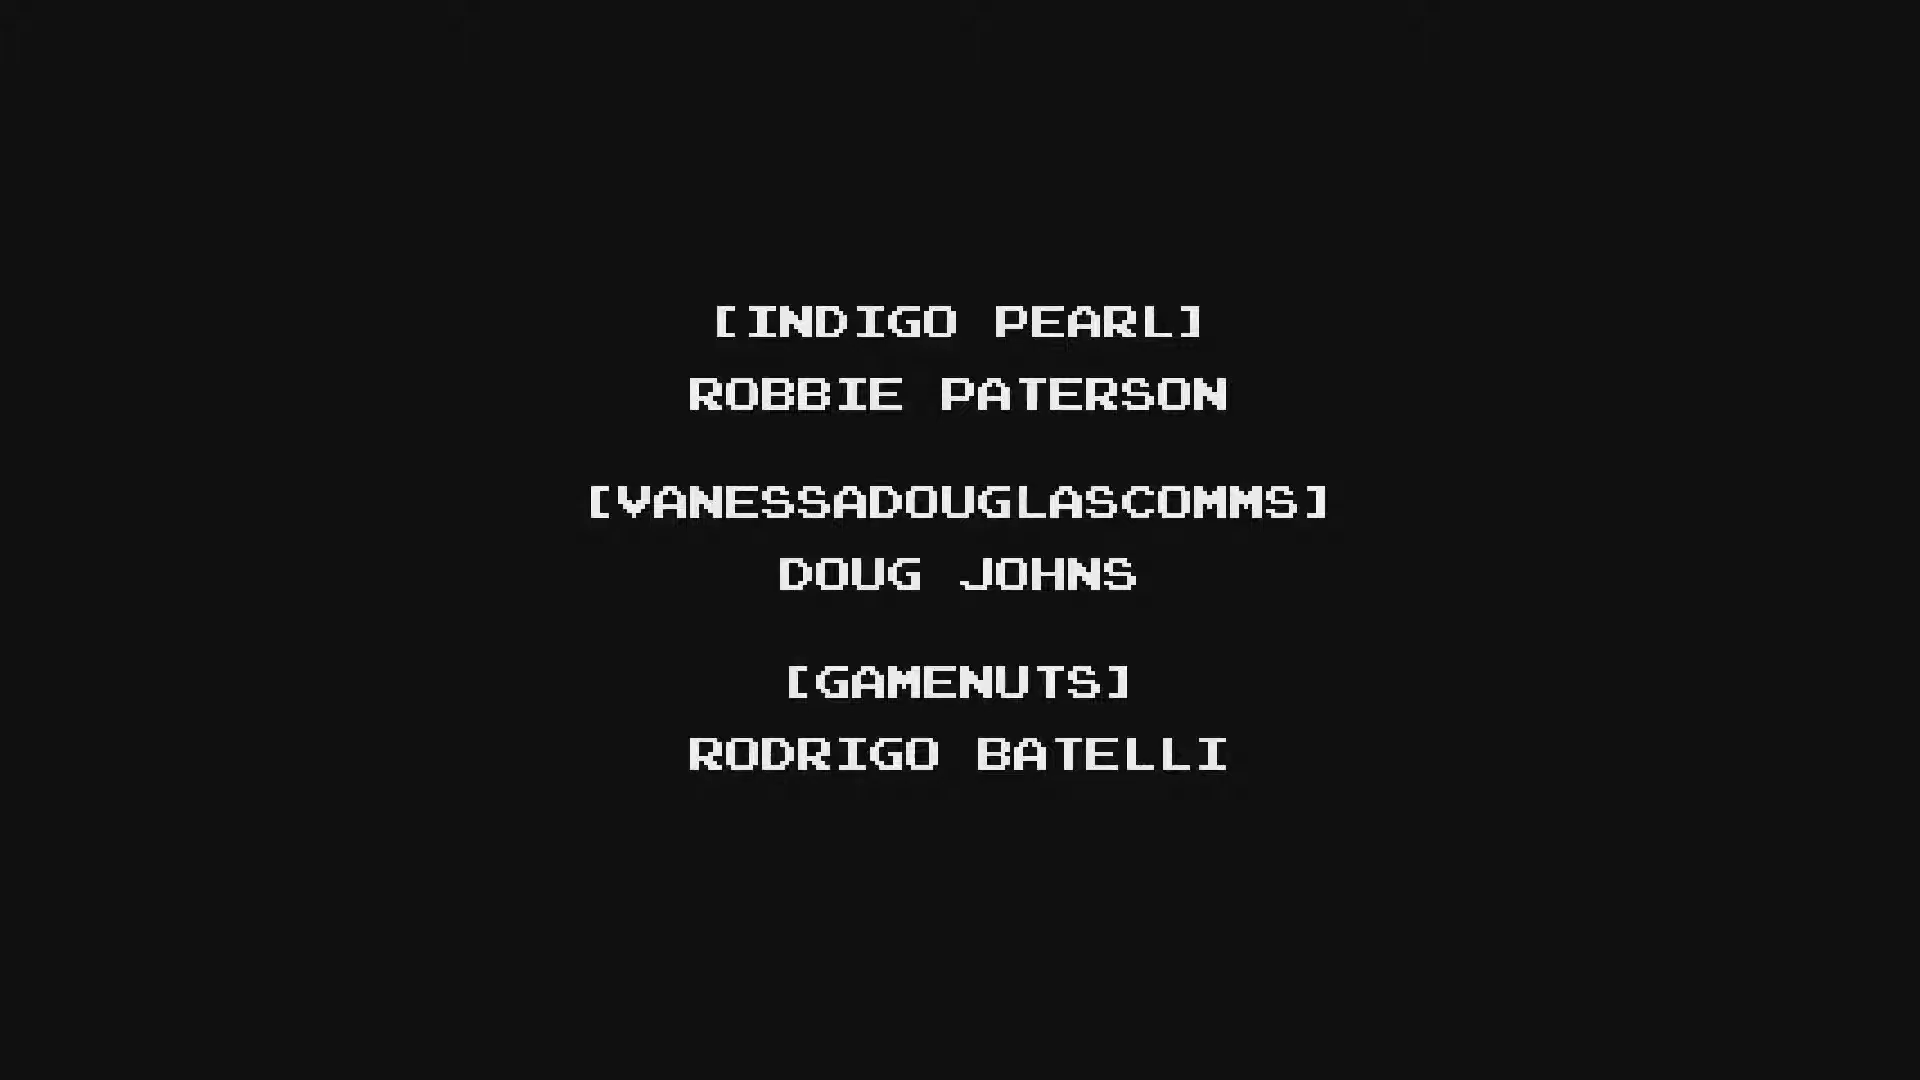 [INDIGO PEARL]
ROBBIE PATERSON
[VANESSADOUGLASCOMMS]
DOUG JOHNS
[GAMENUTS]
RODRIGO BATELLI